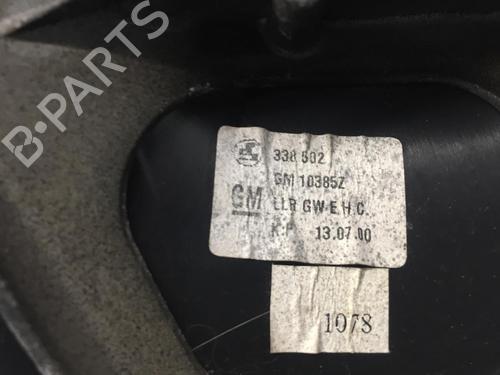 B-PARTS
338 502
GM 10385Z
GM LLR GW-E.H.C.
K.P. 13.07.00
1078